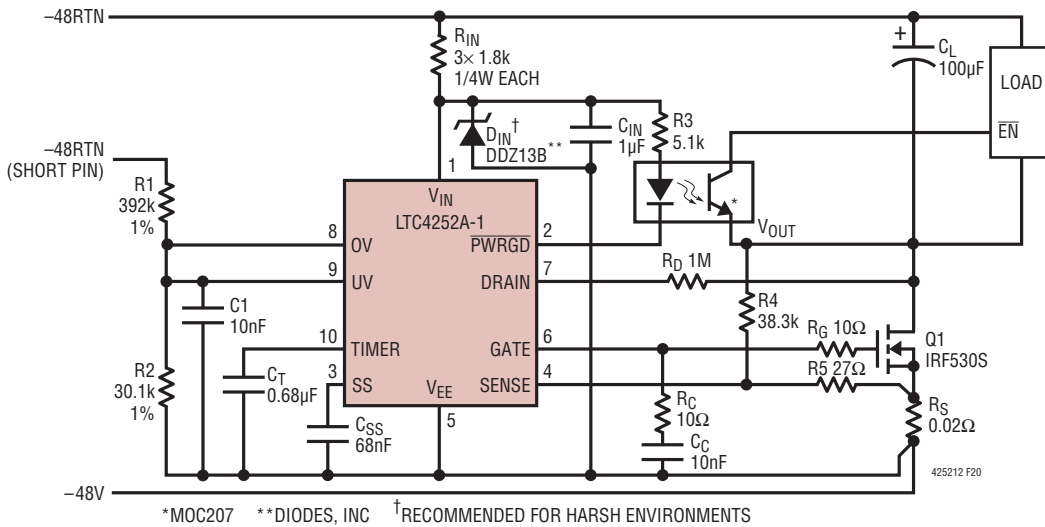 −48RTN
RIN
3× 1.8k
1/4W EACH
+
CL
100µF
LOAD
EN
DIN†
DDZ13B**
CIN
1µF
R3
5.1k
−48RTN
(SHORT PIN)
R1
392k
1%
1
VIN
LTC4252A-1
*
VOUT
8
OV
PWRGD
2
9
UV
DRAIN
7
RD 1M
R4
38.3k
C1
10nF
10
TIMER
GATE
6
RG 10Ω
Q1
IRF530S
R2
30.1k
1%
CT
0.68µF
3
SS
VEE
SENSE
4
R5 27Ω
5
RC
10Ω
RS
0.02Ω
CSS
68nF
CC
10nF
425212 F20
−48V
*MOC207 **DIODES, INC †RECOMMENDED FOR HARSH ENVIRONMENTS